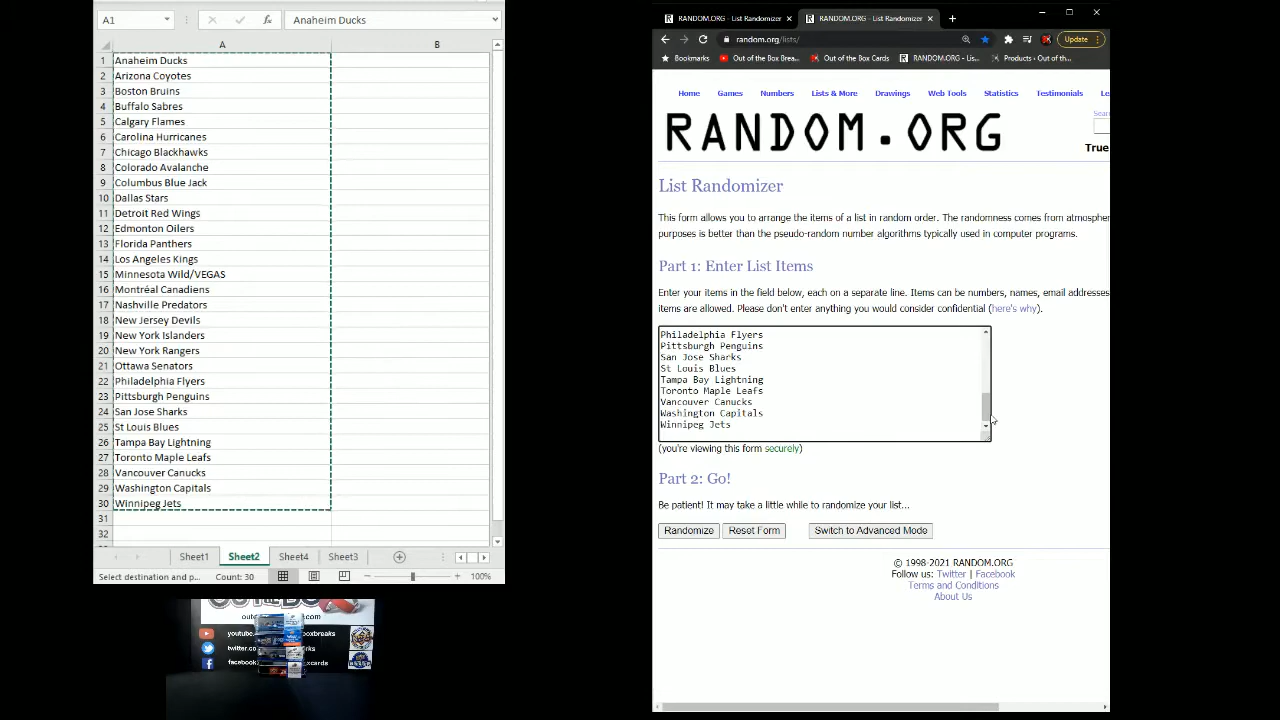 A1
Anaheim Ducks
A
B
1 Anaheim Ducks
2 Arizona Coyotes
3 Boston Bruins
4 Buffalo Sabres
5 Calgary Flames
6 Carolina Hurricanes
7 Chicago Blackhawks
8 Colorado Avalanche
9 Columbus Blue Jack
10 Dallas Stars
11 Detroit Red Wings
12 Edmonton Oilers
13 Florida Panthers
14 Los Angeles Kings
15 Minnesota Wild/VEGAS
16 Montréal Canadiens
17 Nashville Predators
18 New Jersey Devils
19 New York Islanders
20 New York Rangers
21 Ottawa Senators
22 Philadelphia Flyers
23 Pittsburgh Penguins
24 San Jose Sharks
25 St Louis Blues
26 Tampa Bay Lightning
27 Toronto Maple Leafs
28 Vancouver Canucks
29 Washington Capitals
30 Winnipeg Jets
31
32
Sheet1 Sheet2 Sheet4 Sheet3
Select destination and p... Count: 30 100%
youtube.
twitter.co
facebook.
RANDOM.ORG - List Randomizer
RANDOM.ORG - List Randomizer
random.org/lists/
Update
Bookmarks Out of the Box Brea... Out of the Box Cards RANDOM.ORG - Lis... Products › Out of th...
Home Games Numbers Lists & More Drawings Web Tools Statistics Testimonials Le
RANDOM.ORG
Sear
True
List Randomizer
This form allows you to arrange the items of a list in random order. The randomness comes from atmospher
purposes is better than the pseudo-random number algorithms typically used in computer programs.
Part 1: Enter List Items
Enter your items in the field below, each on a separate line. Items can be numbers, names, email addresses
items are allowed. Please don't enter anything you would consider confidential (here's why).
Philadelphia Flyers
Pittsburgh Penguins
San Jose Sharks
St Louis Blues
Tampa Bay Lightning
Toronto Maple Leafs
Vancouver Canucks
Washington Capitals
Winnipeg Jets
(you're viewing this form securely)
Part 2: Go!
Be patient! It may take a little while to randomize your list...
Randomize Reset Form Switch to Advanced Mode
© 1998-2021 RANDOM.ORG
Follow us: Twitter | Facebook
Terms and Conditions
About Us